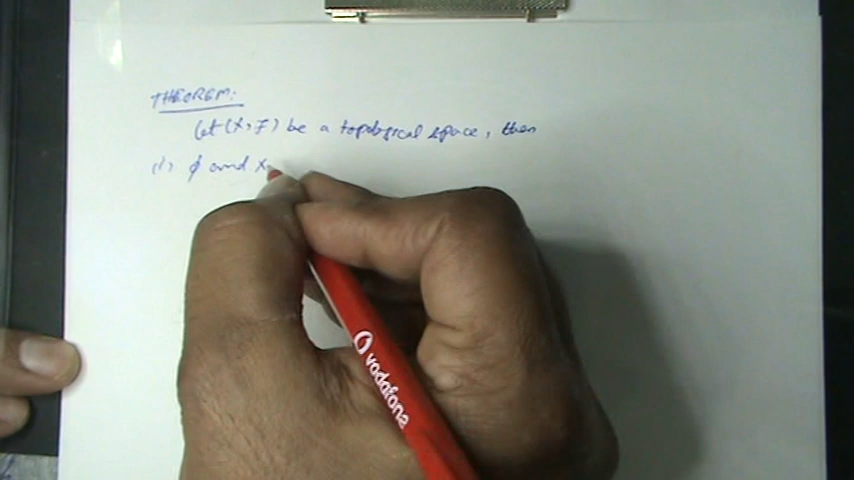 THEOREM:
Let (X, T) be a topological space, then
(i) ϕ and X
vodafone